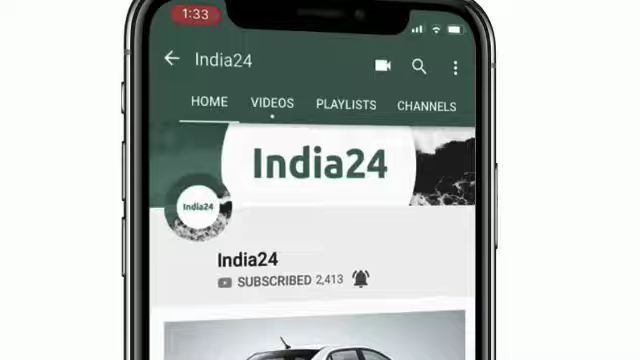 1:33
India24
HOME VIDEOS PLAYLISTS CHANNELS
India24
India24
India24
SUBSCRIBED 2,413